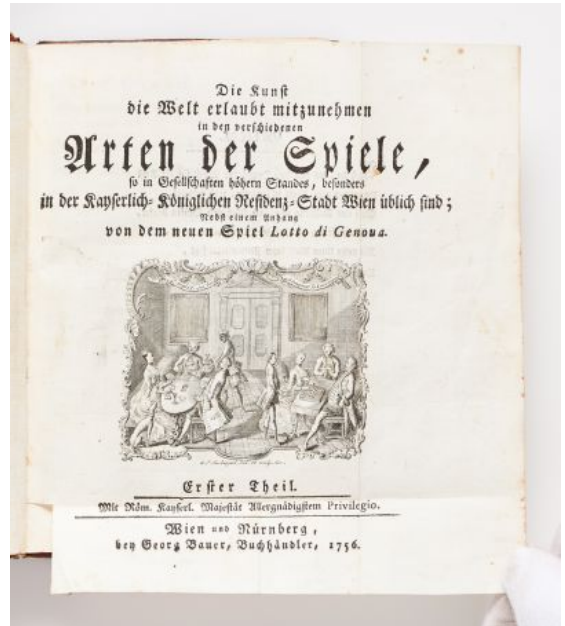 Die Kunst
die Welt erlaubt mitzunehmen
in den verschiedenen
Arten der Spiele,
so in Gesellschaften höhern Standes, besonders
in der Kayserlich-Königlichen Residenz-Stadt Wien üblich sind;
Nebst einem Anhang
von dem neuen Spiel Lotto di Genoua.
Erster Theil.
Mit Röm. Kayserl. Majestät Allergnädigstem Privilegio.
Wien und Nürnberg,
bey Georg Bauer, Buchhändler, 1756.